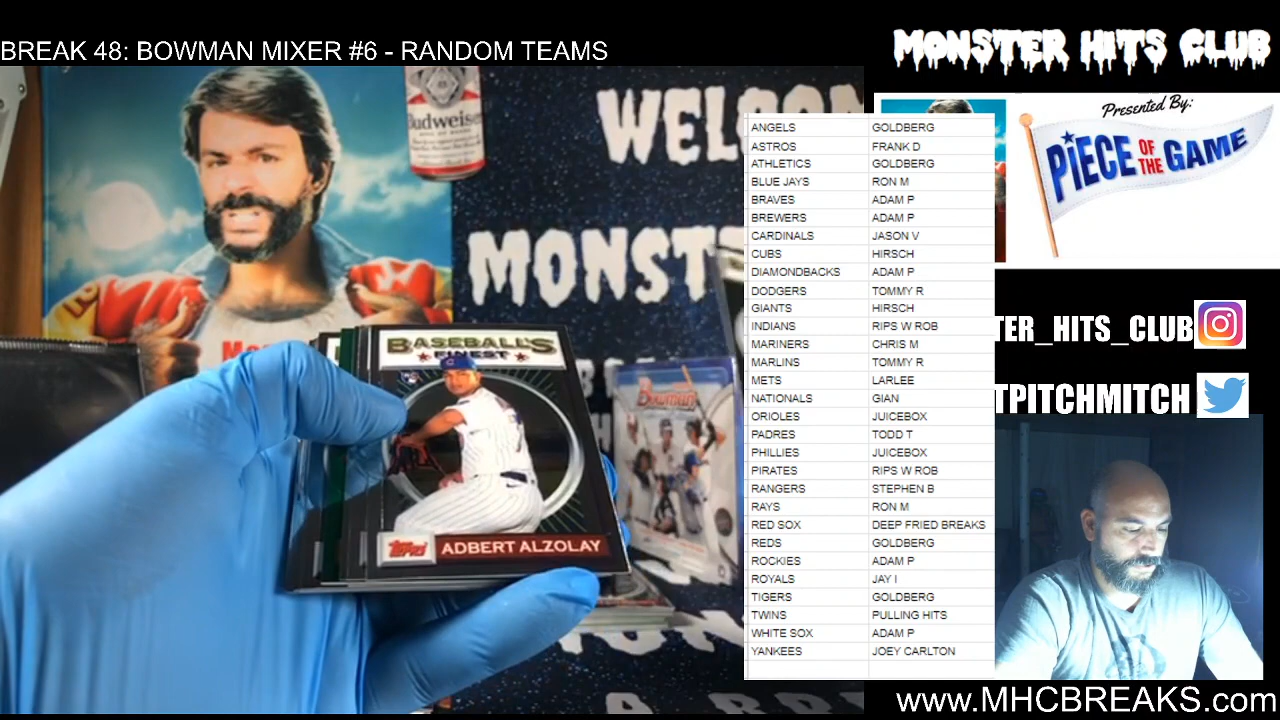 BREAK 48: BOWMAN MIXER #6 - RANDOM TEAMS
MONSTER HITS CLUB
Presented By:
PIECE OF THE GAME
Budweiser
WELCOM
MONST
BASEBALL'S
FINEST
RC
TOPPS
ADBERT ALZOLAY
Bowman
ANGELS GOLDBERG
ASTROS FRANK D
ATHLETICS GOLDBERG
BLUE JAYS RON M
BRAVES ADAM P
BREWERS ADAM P
CARDINALS JASON V
CUBS HIRSCH
DIAMONDBACKS ADAM P
DODGERS TOMMY R
GIANTS HIRSCH
INDIANS RIPS W ROB
MARINERS CHRIS M
MARLINS TOMMY R
METS LARLEE
NATIONALS GIAN
ORIOLES JUICEBOX
PADRES TODD T
PHILLIES JUICEBOX
PIRATES RIPS W ROB
RANGERS STEPHEN B
RAYS RON M
RED SOX DEEP FRIED BREAKS
REDS GOLDBERG
ROCKIES ADAM P
ROYALS JAY I
TIGERS GOLDBERG
TWINS PULLING HITS
WHITE SOX ADAM P
YANKEES JOEY CARLTON
TER_HITS_CLUB
TPITCHMITCH
www.MHCBREAKS.com